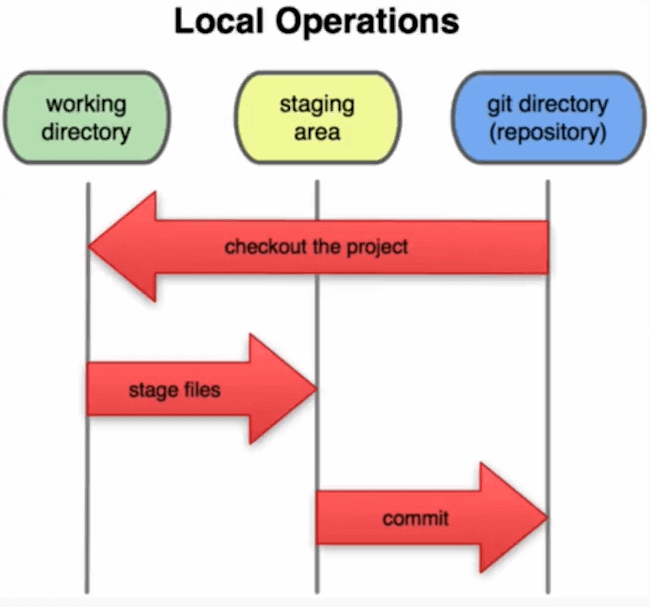 Local Operations
working
directory
staging
area
git directory
(repository)
checkout the project
stage files
commit